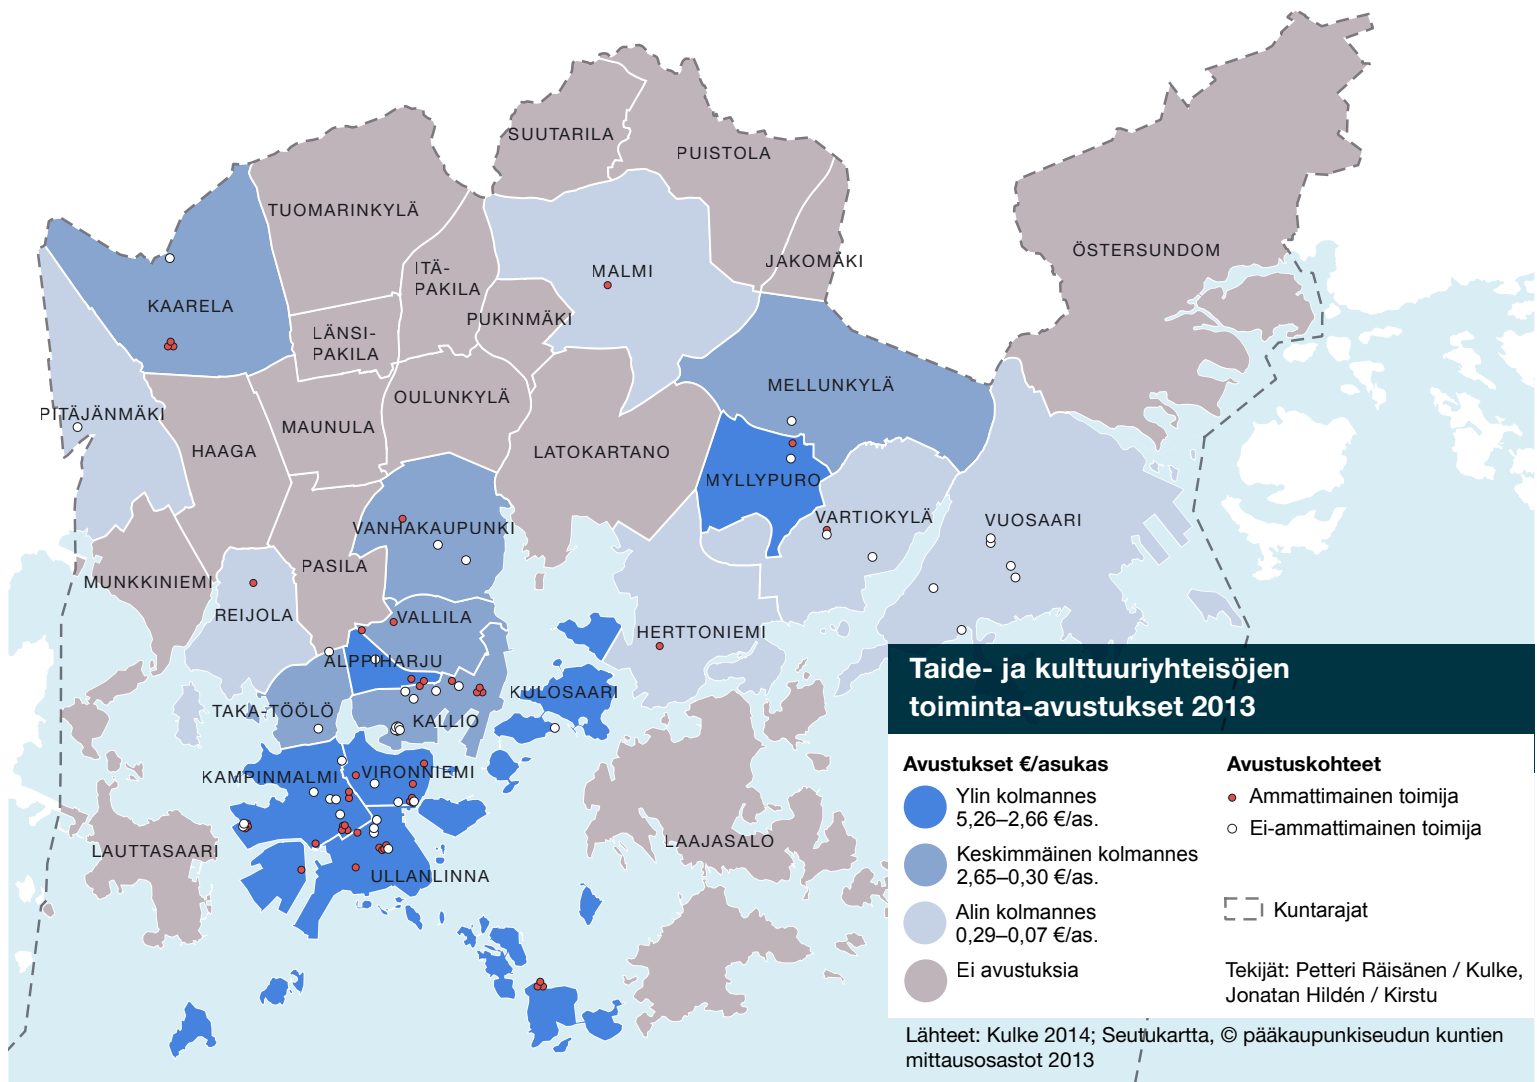 SUUTARILA
PUISTOLA
TUOMARINKYLÄ
ÖSTERSUNDOM
JAKOMÄKI
MALMI
ITÄ-
PAKILA
KAARELA
PUKINMÄKI
LÄNSI-
PAKILA
MELLUNKYLÄ
OULUNKYLÄ
PITÄJÄNMÄKI
MAUNULA
HAAGA
LATOKARTANO
MYLLYPURO
VARTIOKYLÄ
VUOSAARI
VANHAKAUPUNKI
PASILA
MUNKKINIEMI
REIJOLA
VALLILA
HERTTONIEMI
ALPPIHARJU
KULOSAARI
TAKA-TÖÖLÖ
KALLIO
KAMPINMALMI
VIRONNIEMI
LAAJASALO
LAUTTASAARI
ULLANLINNA
Taide- ja kulttuuriyhteisöjen
toiminta-avustukset 2013
Avustukset €/asukas
Ylin kolmannes
5,26–2,66 €/as.
Keskimmäinen kolmannes
2,65–0,30 €/as.
Alin kolmannes
0,29–0,07 €/as.
Ei avustuksia
Avustuskohteet
Ammattimainen toimija
Ei-ammattimainen toimija
Kuntarajat
Tekijät: Petteri Räisänen / Kulke,
Jonatan Hildén / Kirstu
Lähteet: Kulke 2014; Seutukartta, © pääkaupunkiseudun kuntien
mittausosastot 2013